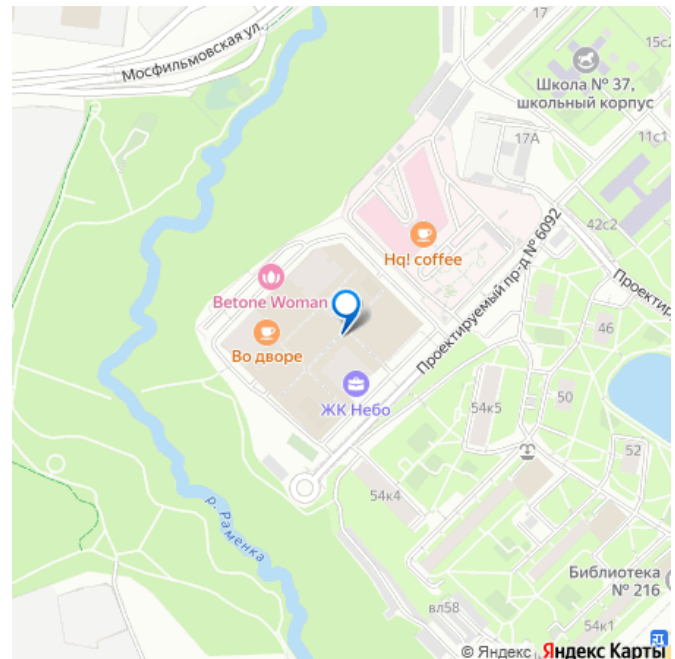 17
15с2
Мосфильмовская ул.
Школа № 37,
школьный корпус
17А
11с1
42с2
Hq! coffee
Проектируемый пр-д № 6092
Betone Woman
Во дворе
46
ЖК Небо
54к5
50
52
54к4
р. Раменка
Библиотека
№ 216
вл58
54к1
© Яндекс Яндекс Карты